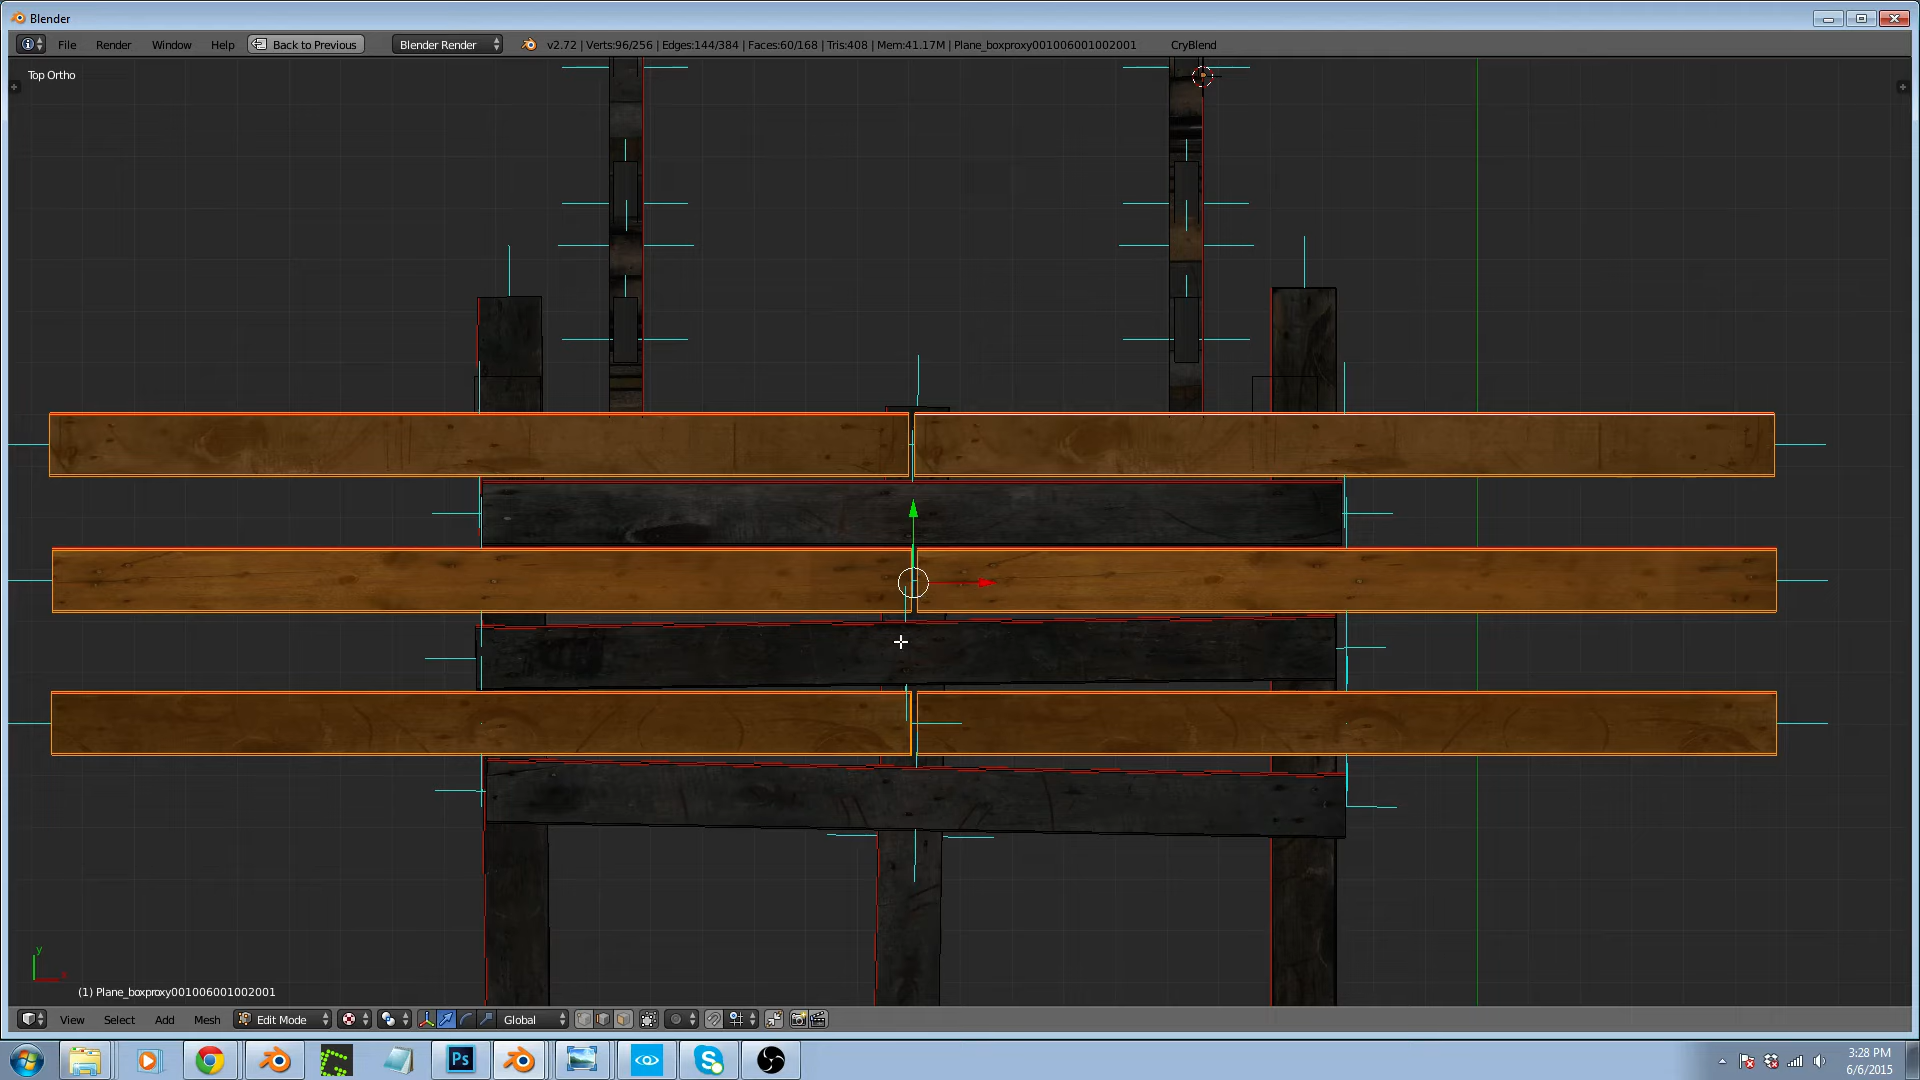 Blender
File Render Window Help Back to Previous Blender Render v2.72 | Verts:96/256 | Edges:144/384 | Faces:60/168 | Tris:408 | Mem:41.17M | Plane_boxproxy001006001002001 CryBlend
Top Ortho
y
x
(1) Plane_boxproxy001006001002001
View Select Add Mesh Edit Mode Global
Ps
3:28 PM
6/6/2015